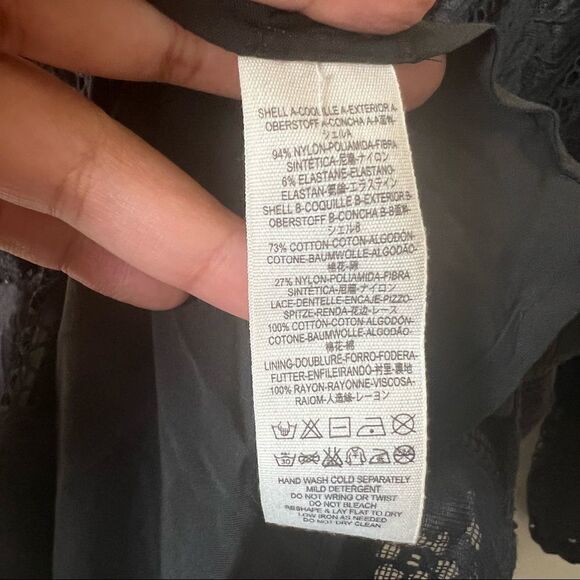 SHELL A-COQUILLE A-EXTERIOR A-
OBERSTOFF A-CONCHA A-A面料-
シェルA
94% NYLON-POLIAMIDA-FIBRA
SINTÉTICA-尼龍-ナイロン
6% ELASTANE-ELASTANO-
ELASTAN-氨綸-エラスティン
SHELL B-COQUILLE B-EXTERIOR B-
OBERSTOFF B-CONCHA B-B面料-
シェルB
73% COTTON-COTON-ALGODÓN-
COTONE-BAUMWOLLE-ALGODÃO-
棉花-綿
27% NYLON-POLIAMIDA-FIBRA
SINTÉTICA-尼龍-ナイロン
LACE-DENTELLE-ENCAJE-PIZZO-
SPITZE-RENDA-花边-レース
100% COTTON-COTON-ALGODÓN-
COTONE-BAUMWOLLE-ALGODÃO-
棉花-綿
LINING-DOUBLURE-FORRO-FODERA-
FUTTER-ENFILEIRANDO-衬里-裏地
100% RAYON-RAYONNE-VISCOSA-
RAIOM-人造絲-レーヨン
30
HAND WASH COLD SEPARATELY
MILD DETERGENT
DO NOT WRING OR TWIST
DO NOT BLEACH
RESHAPE & LAY FLAT TO DRY
LOW IRON AS NEEDED
DO NOT DRY CLEAN